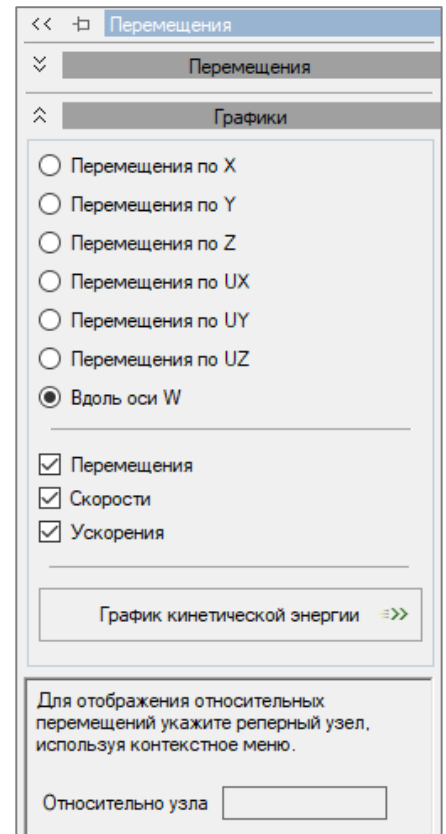 Перемещения
Перемещения
Графики
Перемещения по X
Перемещения по Y
Перемещения по Z
Перемещения по UX
Перемещения по UY
Перемещения по UZ
Вдоль оси W
Перемещения
Скорости
Ускорения
График кинетической энергии
Для отображения относительных
перемещений укажите реперный узел,
используя контекстное меню.
Относительно узла